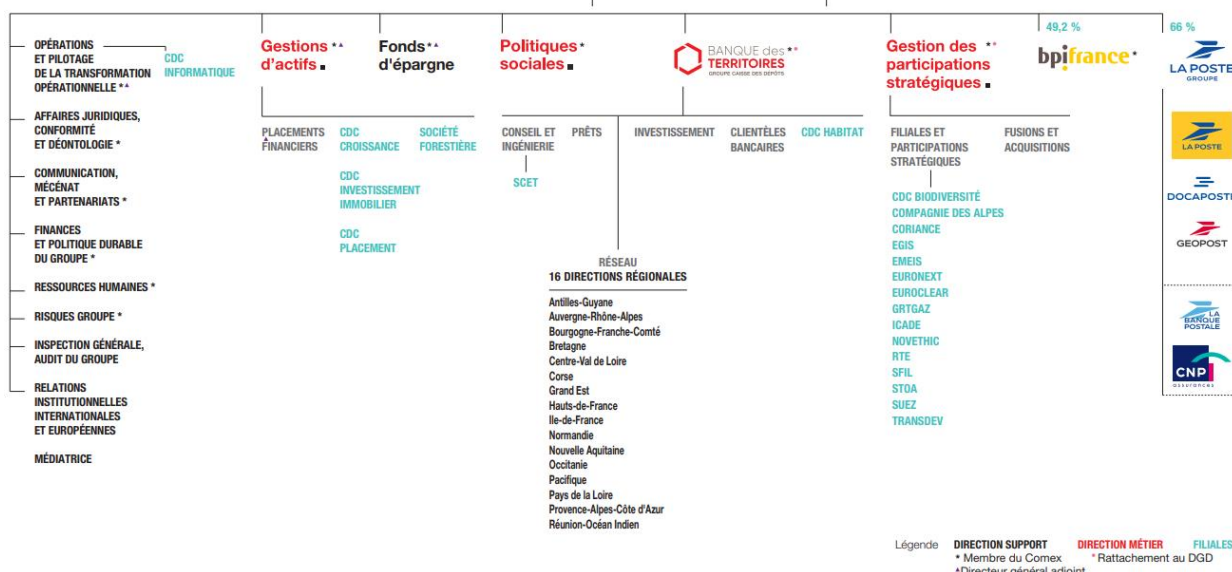 49,2 %
66 %
OPÉRATIONS
ET PILOTAGE
DE LA TRANSFORMATION
OPÉRATIONNELLE *▲
CDC
INFORMATIQUE
AFFAIRES JURIDIQUES,
CONFORMITÉ
ET DÉONTOLOGIE *
COMMUNICATION,
MÉCÉNAT
ET PARTENARIATS *
FINANCES
ET POLITIQUE DURABLE
DU GROUPE *
RESSOURCES HUMAINES *
RISQUES GROUPE *
INSPECTION GÉNÉRALE,
AUDIT DU GROUPE
RELATIONS
INSTITUTIONNELLES
INTERNATIONALES
ET EUROPÉENNES
MÉDIATRICE
Gestions *▲
d'actifs ■
Fonds *▲
d'épargne
PLACEMENTS
FINANCIERS
▲
CDC
CROISSANCE
CDC
INVESTISSEMENT
IMMOBILIER
CDC
PLACEMENT
SOCIÉTÉ
FORESTIÈRE
Politiques *
sociales ■
BANQUE des **
TERRITOIRES
GROUPE CAISSE DES DÉPÔTS
CONSEIL ET
INGÉNIERIE
SCET
PRÊTS
INVESTISSEMENT
CLIENTÈLES
BANCAIRES
CDC HABITAT
RÉSEAU
16 DIRECTIONS RÉGIONALES
Antilles-Guyane
Auvergne-Rhône-Alpes
Bourgogne-Franche-Comté
Bretagne
Centre-Val de Loire
Corse
Grand Est
Hauts-de-France
Ile-de-France
Normandie
Nouvelle Aquitaine
Occitanie
Pacifique
Pays de la Loire
Provence-Alpes-Côte d'Azur
Réunion-Océan Indien
Gestion des **
participations
stratégiques ■
FILIALES ET
PARTICIPATIONS
STRATÉGIQUES
CDC BIODIVERSITÉ
COMPAGNIE DES ALPES
CORIANCE
EGIS
EMEIS
EURONEXT
EUROCLEAR
GRTGAZ
ICADE
NOVETHIC
RTE
SFIL
STOA
SUEZ
TRANSDEV
FUSIONS ET
ACQUISITIONS
bpifrance *
LA POSTE
GROUPE
LA POSTE
DOCAPOSTE
GEOPOST
LA
BANQUE
POSTALE
CNP
assurances
Légende DIRECTION SUPPORT DIRECTION MÉTIER FILIALES
* Membre du Comex * Rattachement au DGD
▲Directeur général adjoint